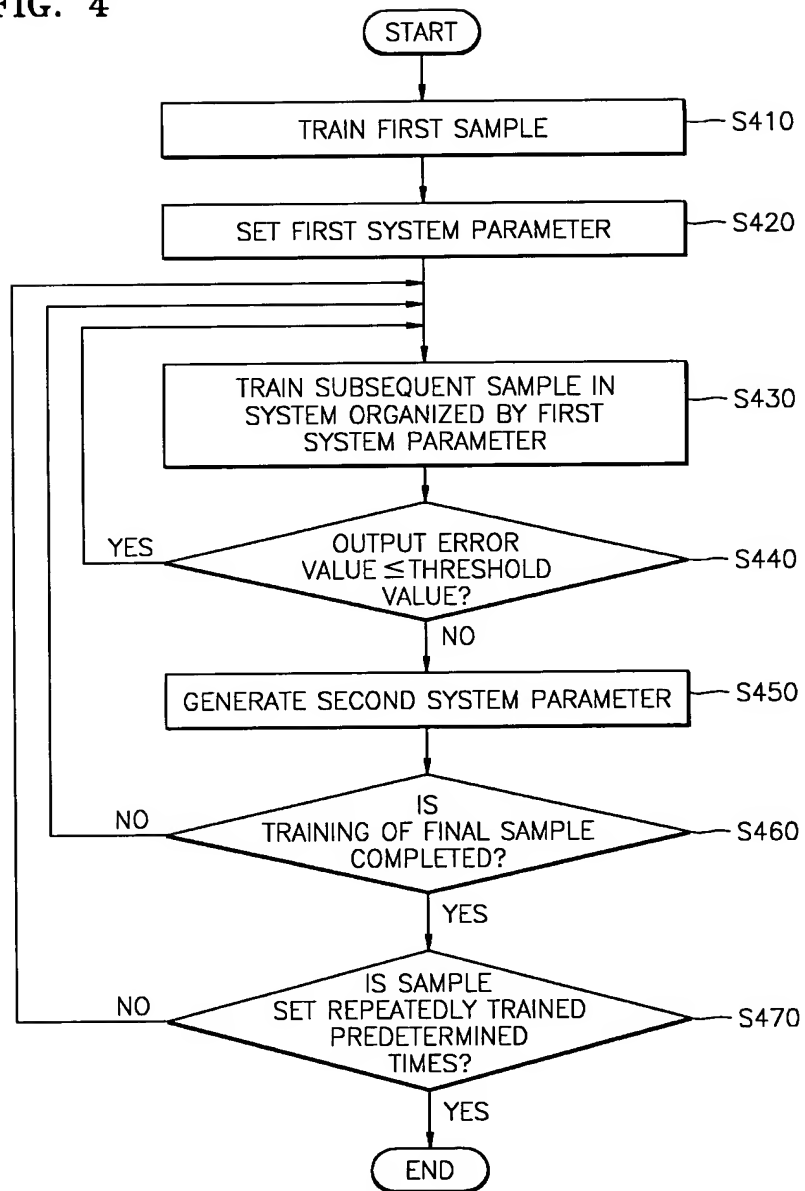 FIG. 4
START
TRAIN FIRST SAMPLE
S410
SET FIRST SYSTEM PARAMETER
S420
TRAIN SUBSEQUENT SAMPLE IN
SYSTEM ORGANIZED BY FIRST
SYSTEM PARAMETER
S430
YES
OUTPUT ERROR
VALUE ≤ THRESHOLD
VALUE?
S440
NO
GENERATE SECOND SYSTEM PARAMETER
S450
NO
IS
TRAINING OF FINAL SAMPLE
COMPLETED?
S460
YES
NO
IS SAMPLE
SET REPEATEDLY TRAINED
PREDETERMINED
TIMES?
S470
YES
END